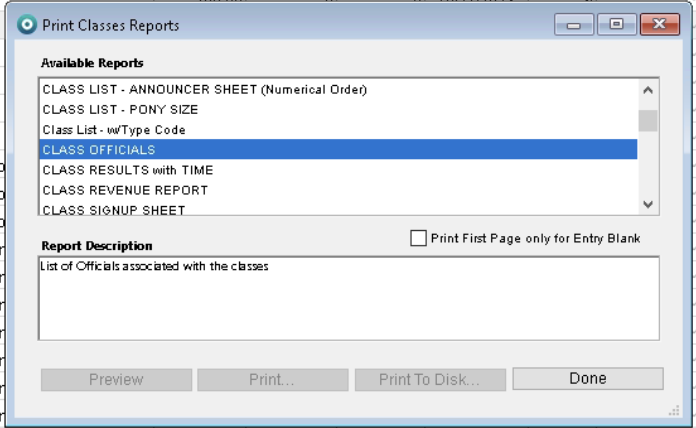 Print Classes Reports
Available Reports
CLASS LIST - ANNOUNCER SHEET (Numerical Order)
CLASS LIST - PONY SIZE
Class List - w/Type Code
CLASS OFFICIALS
CLASS RESULTS with TIME
CLASS REVENUE REPORT
CLASS SIGNUP SHEET
Print First Page only for Entry Blank
Report Description
List of Officials associated with the classes
Preview Print... Print To Disk... Done